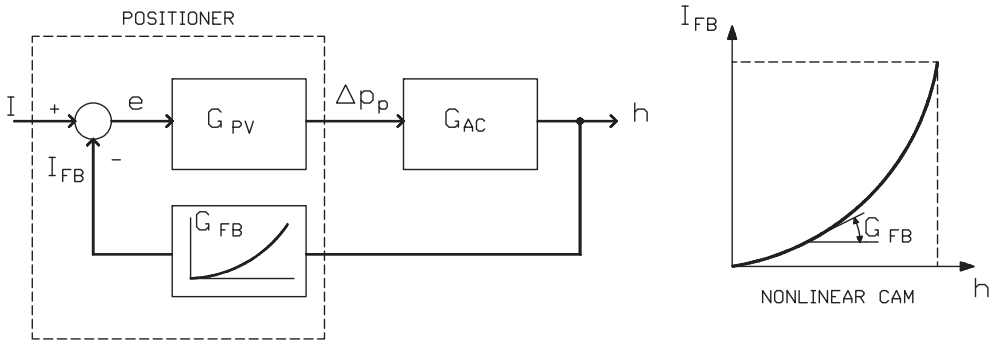 POSITIONER
I
+
e
G PV
Δp p
G AC
h
I FB
-
G FB
I FB
G FB
h
NONLINEAR CAM